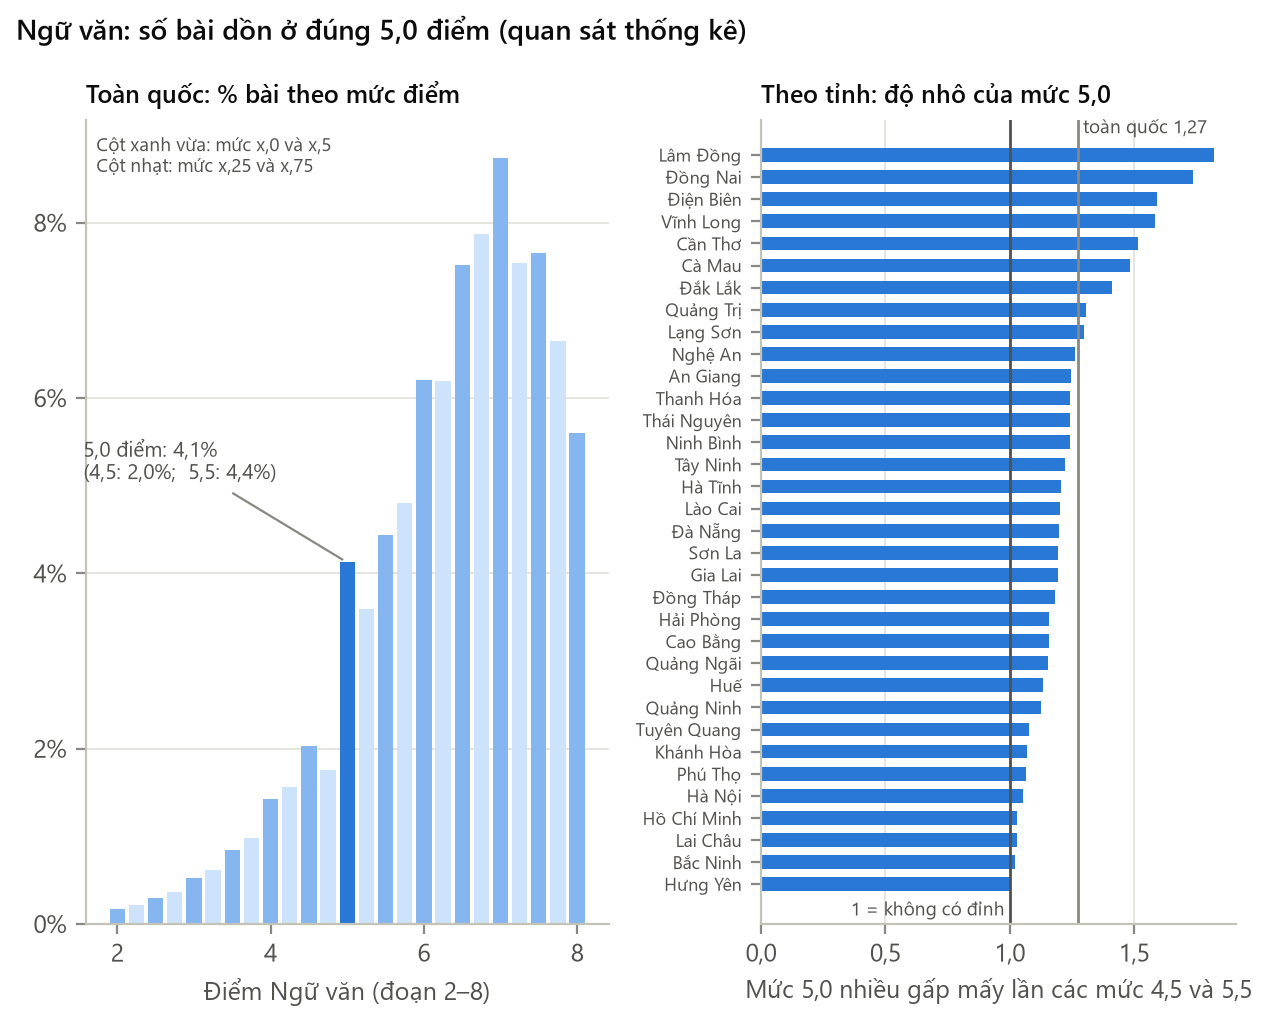 Ngữ văn: số bài dồn ở đúng 5,0 điểm (quan sát thống kê)
Toàn quốc: % bài theo mức điểm
Cột xanh vừa: mức x,0 và x,5
Cột nhạt: mức x,25 và x,75
8%
6%
4%
2%
0%
5,0 điểm: 4,1%
(4,5: 2,0%; 5,5: 4,4%)
2
4
6
8
Điểm Ngữ văn (đoạn 2–8)
Theo tỉnh: độ nhô của mức 5,0
toàn quốc 1,27
Lâm Đồng
Đồng Nai
Điện Biên
Vĩnh Long
Cần Thơ
Cà Mau
Đắk Lắk
Quảng Trị
Lạng Sơn
Nghệ An
An Giang
Thanh Hóa
Thái Nguyên
Ninh Bình
Tây Ninh
Hà Tĩnh
Lào Cai
Đà Nẵng
Sơn La
Gia Lai
Đồng Tháp
Hải Phòng
Cao Bằng
Quảng Ngãi
Huế
Quảng Ninh
Tuyên Quang
Khánh Hòa
Phú Thọ
Hà Nội
Hồ Chí Minh
Lai Châu
Bắc Ninh
Hưng Yên
1 = không có đỉnh
0,0
0,5
1,0
1,5
Mức 5,0 nhiều gấp mấy lần các mức 4,5 và 5,5